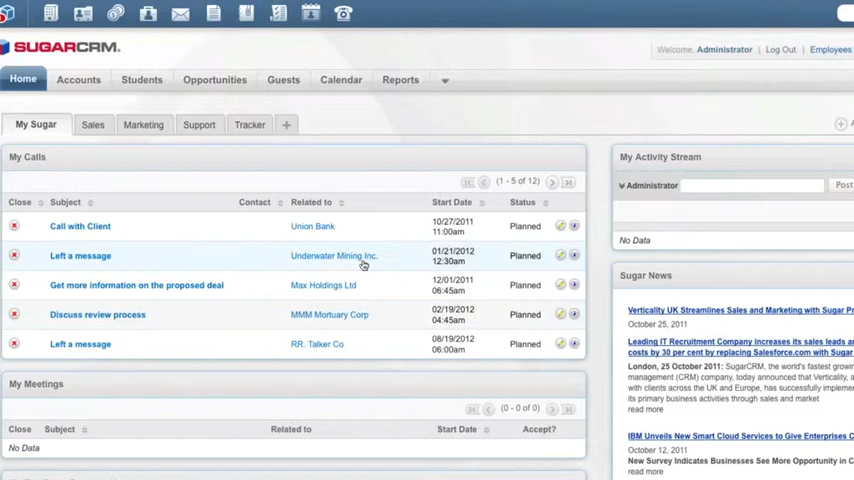 SUGARCRM.
Welcome, Administrator | Log Out | Employees
Home Accounts Students Opportunities Guests Calendar Reports
My Sugar Sales Marketing Support Tracker +
My Calls
(1 - 5 of 12)
Close Subject Contact Related to Start Date Status
Call with Client Union Bank 10/27/2011 11:00am Planned
Left a message Underwater Mining Inc. 01/21/2012 12:30am Planned
Get more information on the proposed deal Max Holdings Ltd 12/01/2011 06:45am Planned
Discuss review process MMM Mortuary Corp 02/19/2012 04:45am Planned
Left a message RR. Talker Co 08/19/2012 06:00am Planned
My Meetings
(0 - 0 of 0)
Close Subject Related to Start Date Accept?
No Data
My Activity Stream
Administrator Post
No Data
Sugar News
Verticality UK Streamlines Sales and Marketing with Sugar Pr
October 25, 2011
Leading IT Recruitment Company increases its sales leads an
costs by 30 per cent by replacing Salesforce.com with Sugar
London, 25 October 2011: SugarCRM, the world's fastest growing
management (CRM) company, today announced that Verticality, a
with clients across the UK and Europe, has successfully implemen
its primary business activities through sales and market
read more
IBM Unveils New Smart Cloud Services to Give Enterprises C
October 12, 2011
New Survey Indicates Businesses See More Opportunity in C
read more